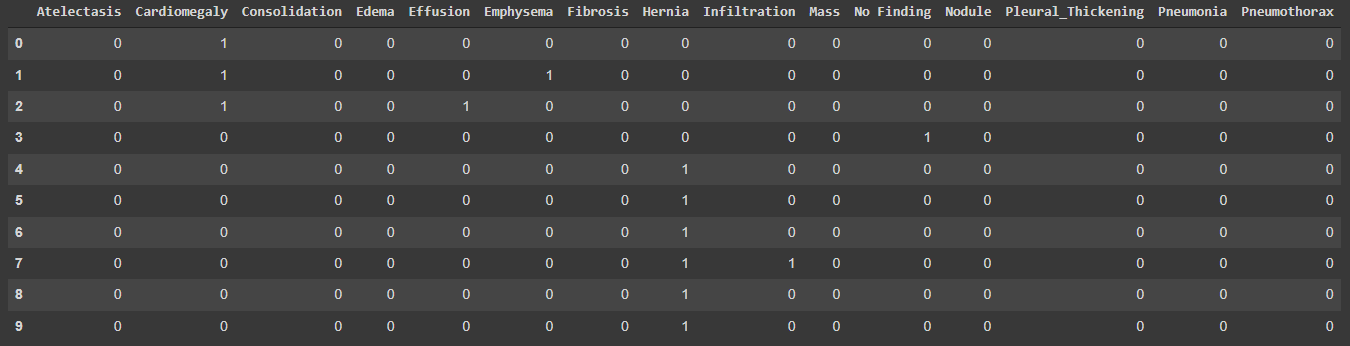 Atelectasis Cardiomegaly Consolidation Edema Effusion Emphysema Fibrosis Hernia Infiltration Mass No Finding Nodule Pleural_Thickening Pneumonia Pneumothorax
0 0 1 0 0 0 0 0 0 0 0 0 0 0 0 0
1 0 1 0 0 0 1 0 0 0 0 0 0 0 0 0
2 0 1 0 0 1 0 0 0 0 0 0 0 0 0 0
3 0 0 0 0 0 0 0 0 0 0 1 0 0 0 0
4 0 0 0 0 0 0 0 1 0 0 0 0 0 0 0
5 0 0 0 0 0 0 0 1 0 0 0 0 0 0 0
6 0 0 0 0 0 0 0 1 0 0 0 0 0 0 0
7 0 0 0 0 0 0 0 1 1 0 0 0 0 0 0
8 0 0 0 0 0 0 0 1 0 0 0 0 0 0 0
9 0 0 0 0 0 0 0 1 0 0 0 0 0 0 0